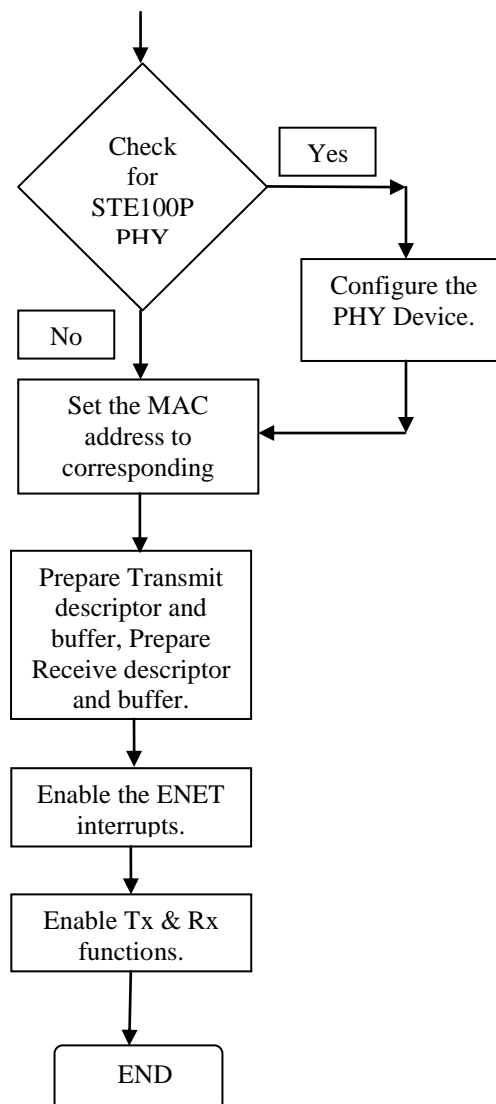 Check
for
STE100P
PHY
Yes
Configure the
PHY Device.
No
Set the MAC
address to
corresponding
Prepare Transmit
descriptor and
buffer, Prepare
Receive descriptor
and buffer.
Enable the ENET
interrupts.
Enable Tx & Rx
functions.
END